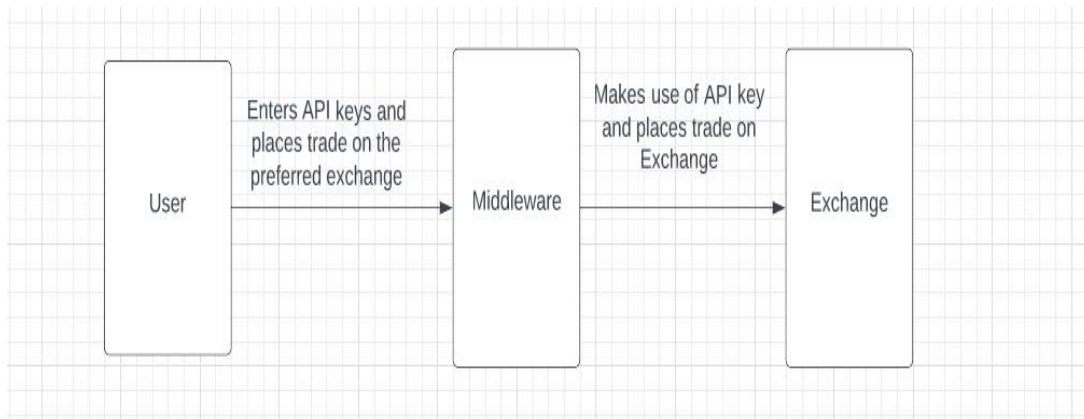 User
Enters API keys and
places trade on the
preferred exchange
Middleware
Makes use of API key
and places trade on
Exchange
Exchange